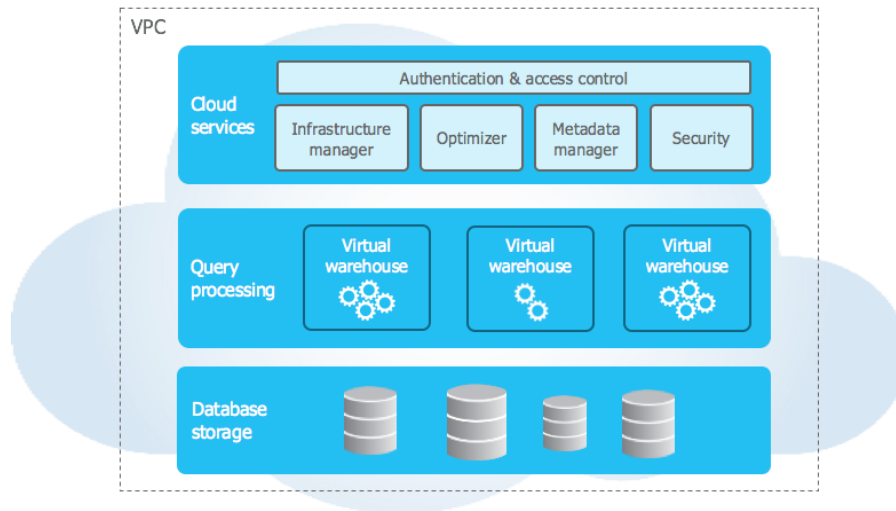 VPC
Authentication & access control
Cloud
services
Infrastructure
manager
Optimizer
Metadata
manager
Security
Query
processing
Virtual
warehouse
Virtual
warehouse
Virtual
warehouse
Database
storage